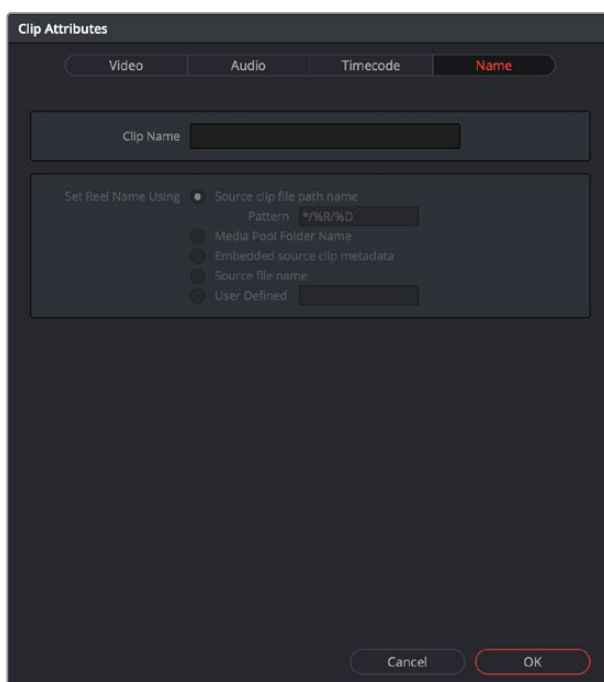 Clip Attributes
Video Audio Timecode Name
Clip Name
Set Reel Name Using Source clip file path name
Pattern */%R/%D
Media Pool Folder Name
Embedded source clip metadata
Source file name
User Defined
Cancel OK